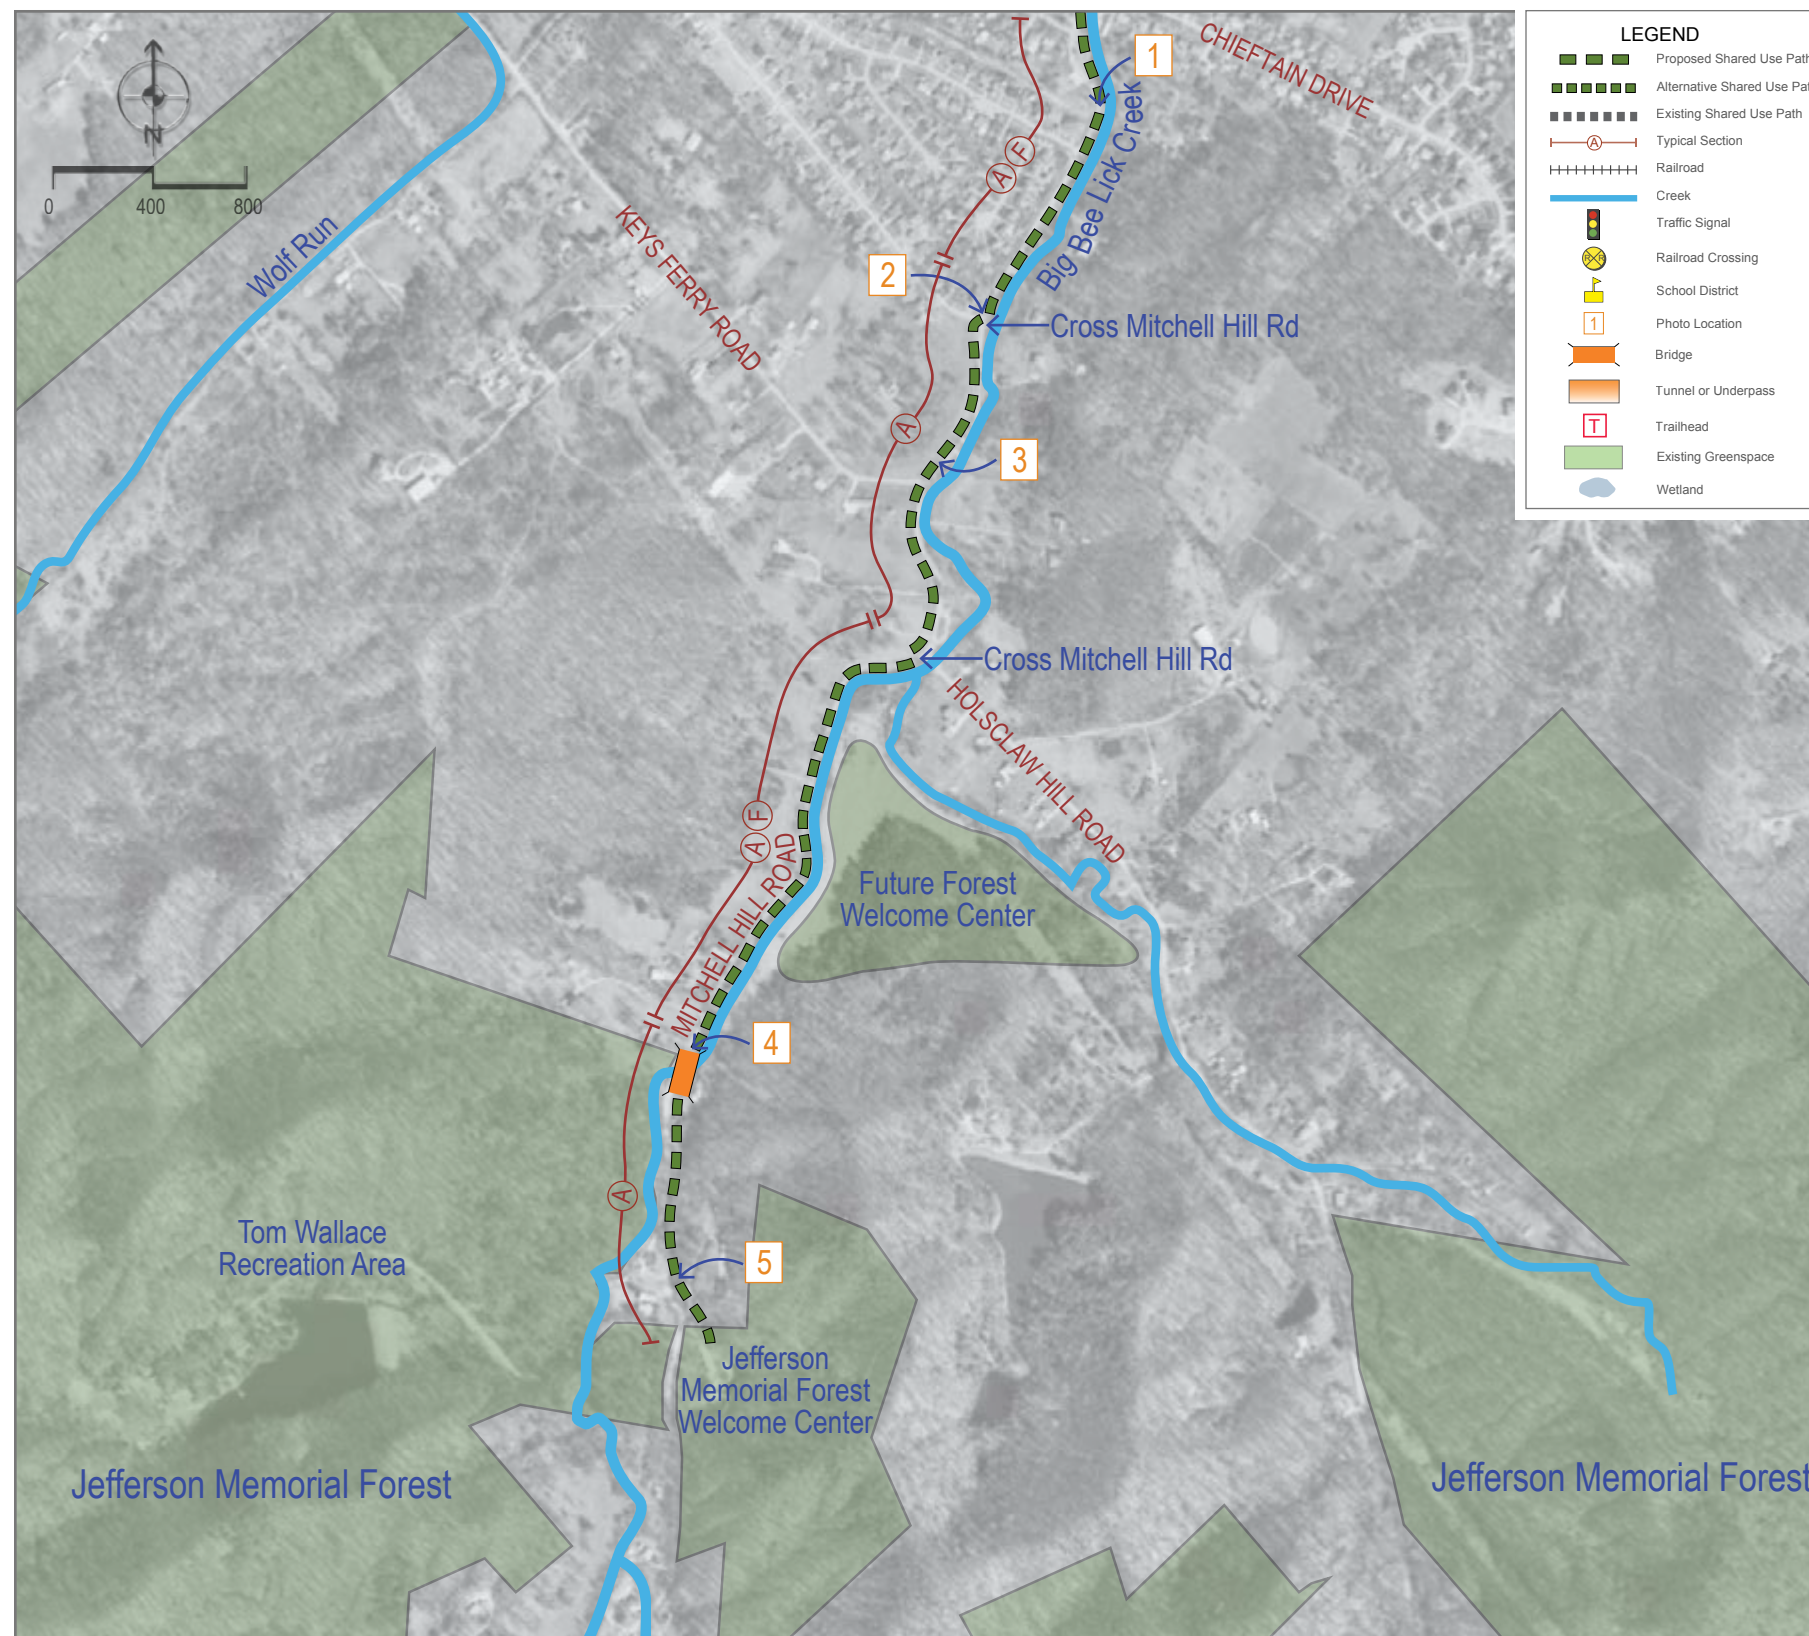 LEGEND
Proposed Shared Use Path
Alternative Shared Use Pat
Existing Shared Use Path
A
Typical Section
Railroad
Creek
Traffic Signal
R R
Railroad Crossing
School District
1
Photo Location
Bridge
Tunnel or Underpass
T
Trailhead
Existing Greenspace
Wetland
N
0
400
800
Wolf Run
KEYS FERRY ROAD
CHIEFTAIN DRIVE
1
F
A
Big Bee Lick Creek
2
Cross Mitchell Hill Rd
A
3
Cross Mitchell Hill Rd
HOLSCLAW HILL ROAD
F
A
MITCHELL HILL ROAD
Future Forest
Welcome Center
4
A
Tom Wallace
Recreation Area
5
Jefferson
Memorial Forest
Welcome Center
Jefferson Memorial Forest
Jefferson Memorial Forest